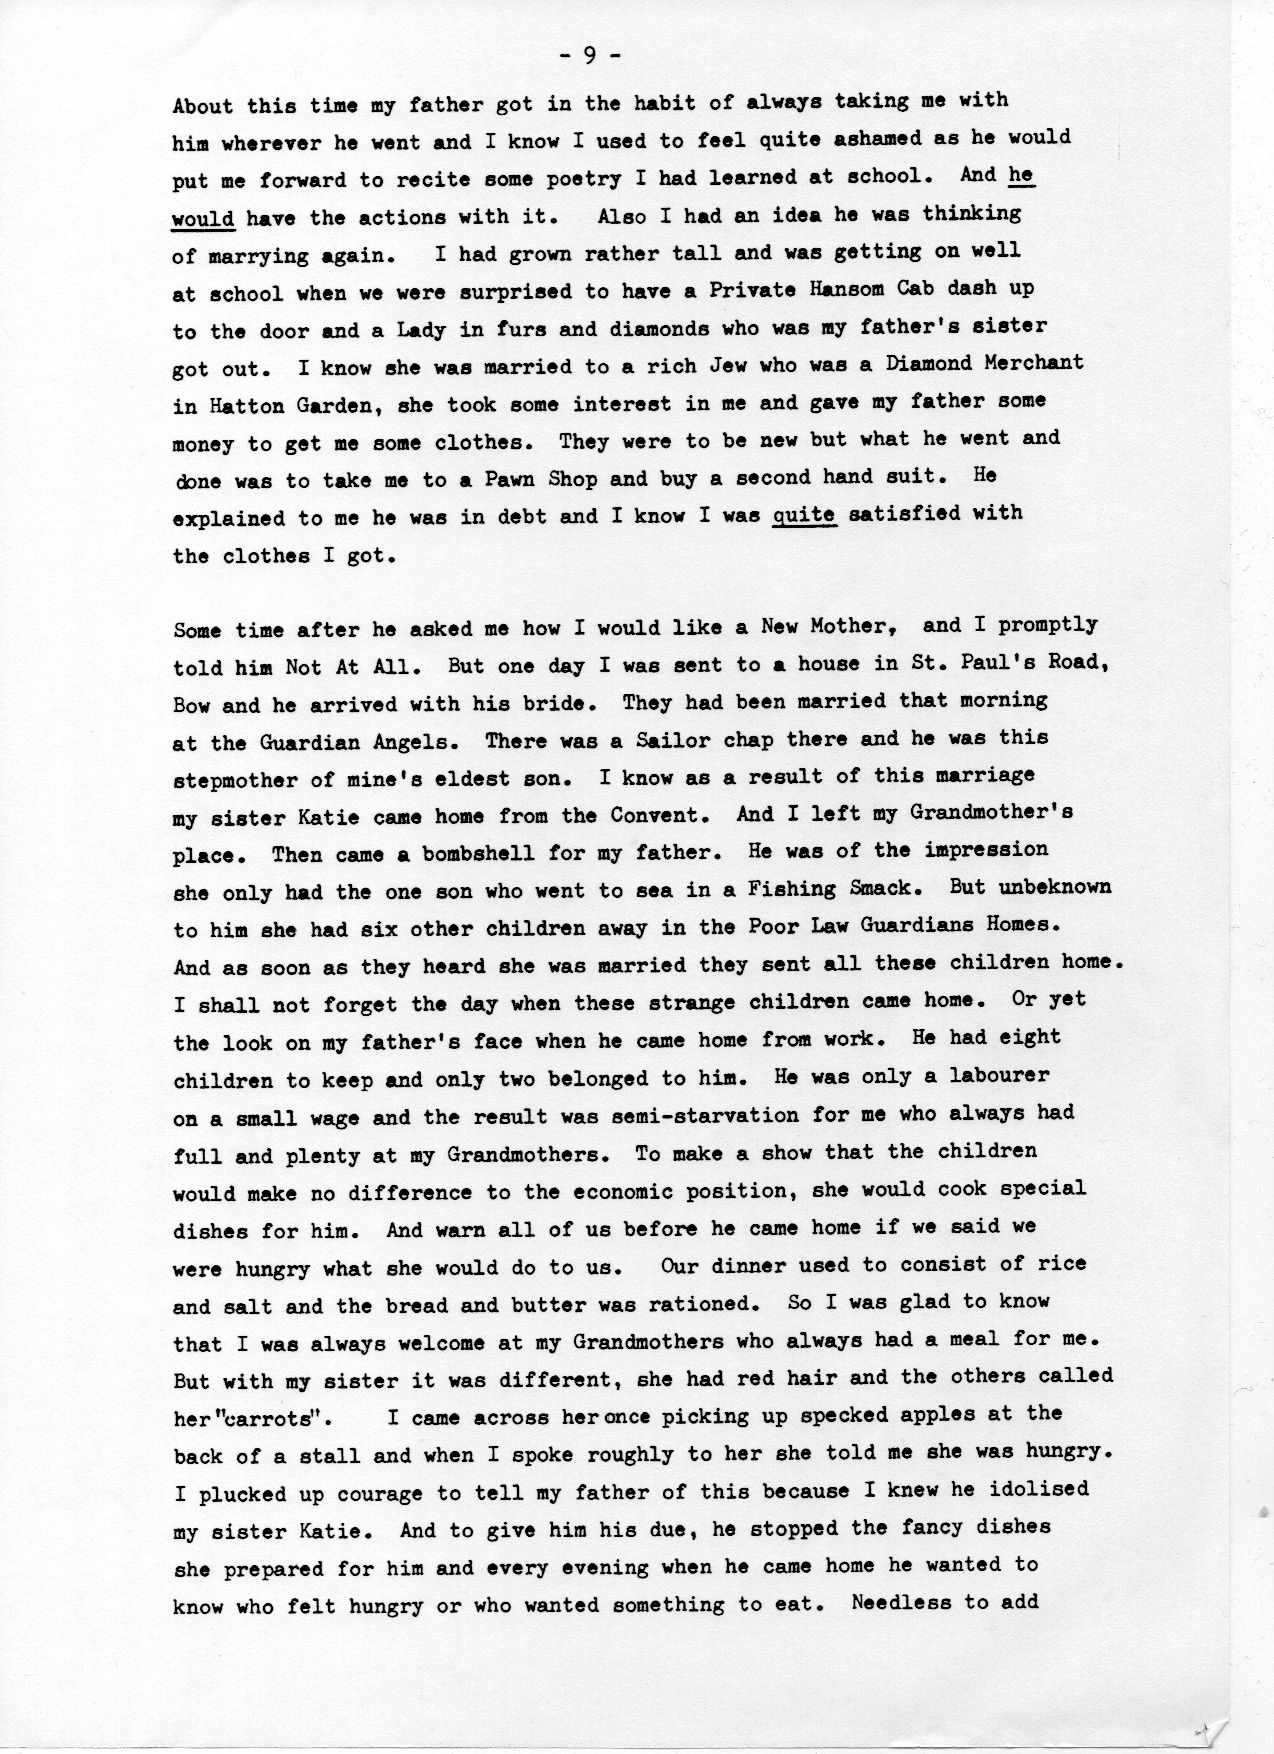 - 9 -
About this time my father got in the habit of always taking me with
him wherever he went and I know I used to feel quite ashamed as he would
put me forward to recite some poetry I had learned at school. And he
would have the actions with it. Also I had an idea he was thinking
of marrying again. I had grown rather tall and was getting on well
at school when we were surprised to have a Private Hansom Cab dash up
to the door and a Lady in furs and diamonds who was my father's sister
got out. I know she was married to a rich Jew who was a Diamond Merchant
in Hatton Garden, she took some interest in me and gave my father some
money to get me some clothes. They were to be new but what he went and
done was to take me to a Pawn Shop and buy a second hand suit. He
explained to me he was in debt and I know I was quite satisfied with
the clothes I got.
Some time after he asked me how I would like a New Mother, and I promptly
told him Not At All. But one day I was sent to a house in St. Paul's Road,
Bow and he arrived with his bride. They had been married that morning
at the Guardian Angels. There was a Sailor chap there and he was this
stepmother of mine's eldest son. I know as a result of this marriage
my sister Katie came home from the Convent. And I left my Grandmother's
place. Then came a bombshell for my father. He was of the impression
she only had the one son who went to sea in a Fishing Smack. But unbeknown
to him she had six other children away in the Poor Law Guardians Homes.
And as soon as they heard she was married they sent all these children home.
I shall not forget the day when these strange children came home. Or yet
the look on my father's face when he came home from work. He had eight
children to keep and only two belonged to him. He was only a labourer
on a small wage and the result was semi-starvation for me who always had
full and plenty at my Grandmothers. To make a show that the children
would make no difference to the economic position, she would cook special
dishes for him. And warn all of us before he came home if we said we
were hungry what she would do to us. Our dinner used to consist of rice
and salt and the bread and butter was rationed. So I was glad to know
that I was always welcome at my Grandmothers who always had a meal for me.
But with my sister it was different, she had red hair and the others called
her "carrots". I came across her once picking up specked apples at the
back of a stall and when I spoke roughly to her she told me she was hungry.
I plucked up courage to tell my father of this because I knew he idolised
my sister Katie. And to give him his due, he stopped the fancy dishes
she prepared for him and every evening when he came home he wanted to
know who felt hungry or who wanted something to eat. Needless to add